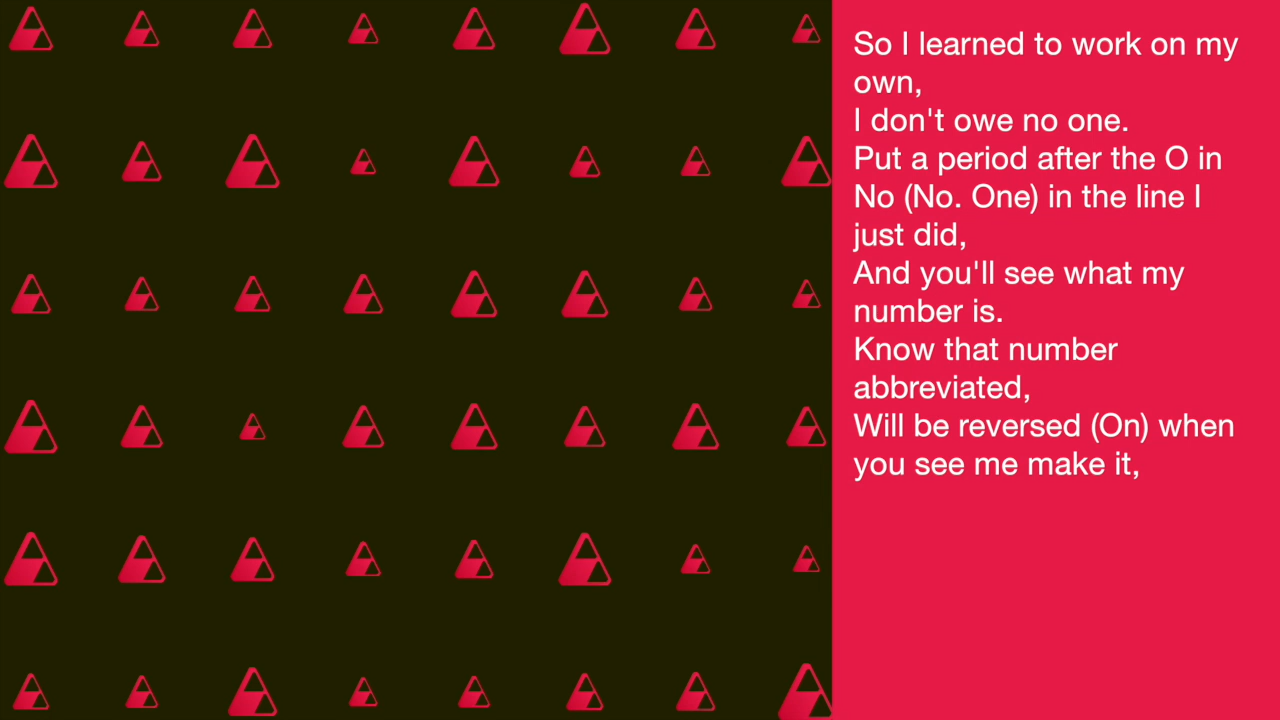 So I learned to work on my
own,
I don't owe no one.
Put a period after the O in
No (No. One) in the line I
just did,
And you'll see what my
number is.
Know that number
abbreviated,
Will be reversed (On) when
you see me make it,